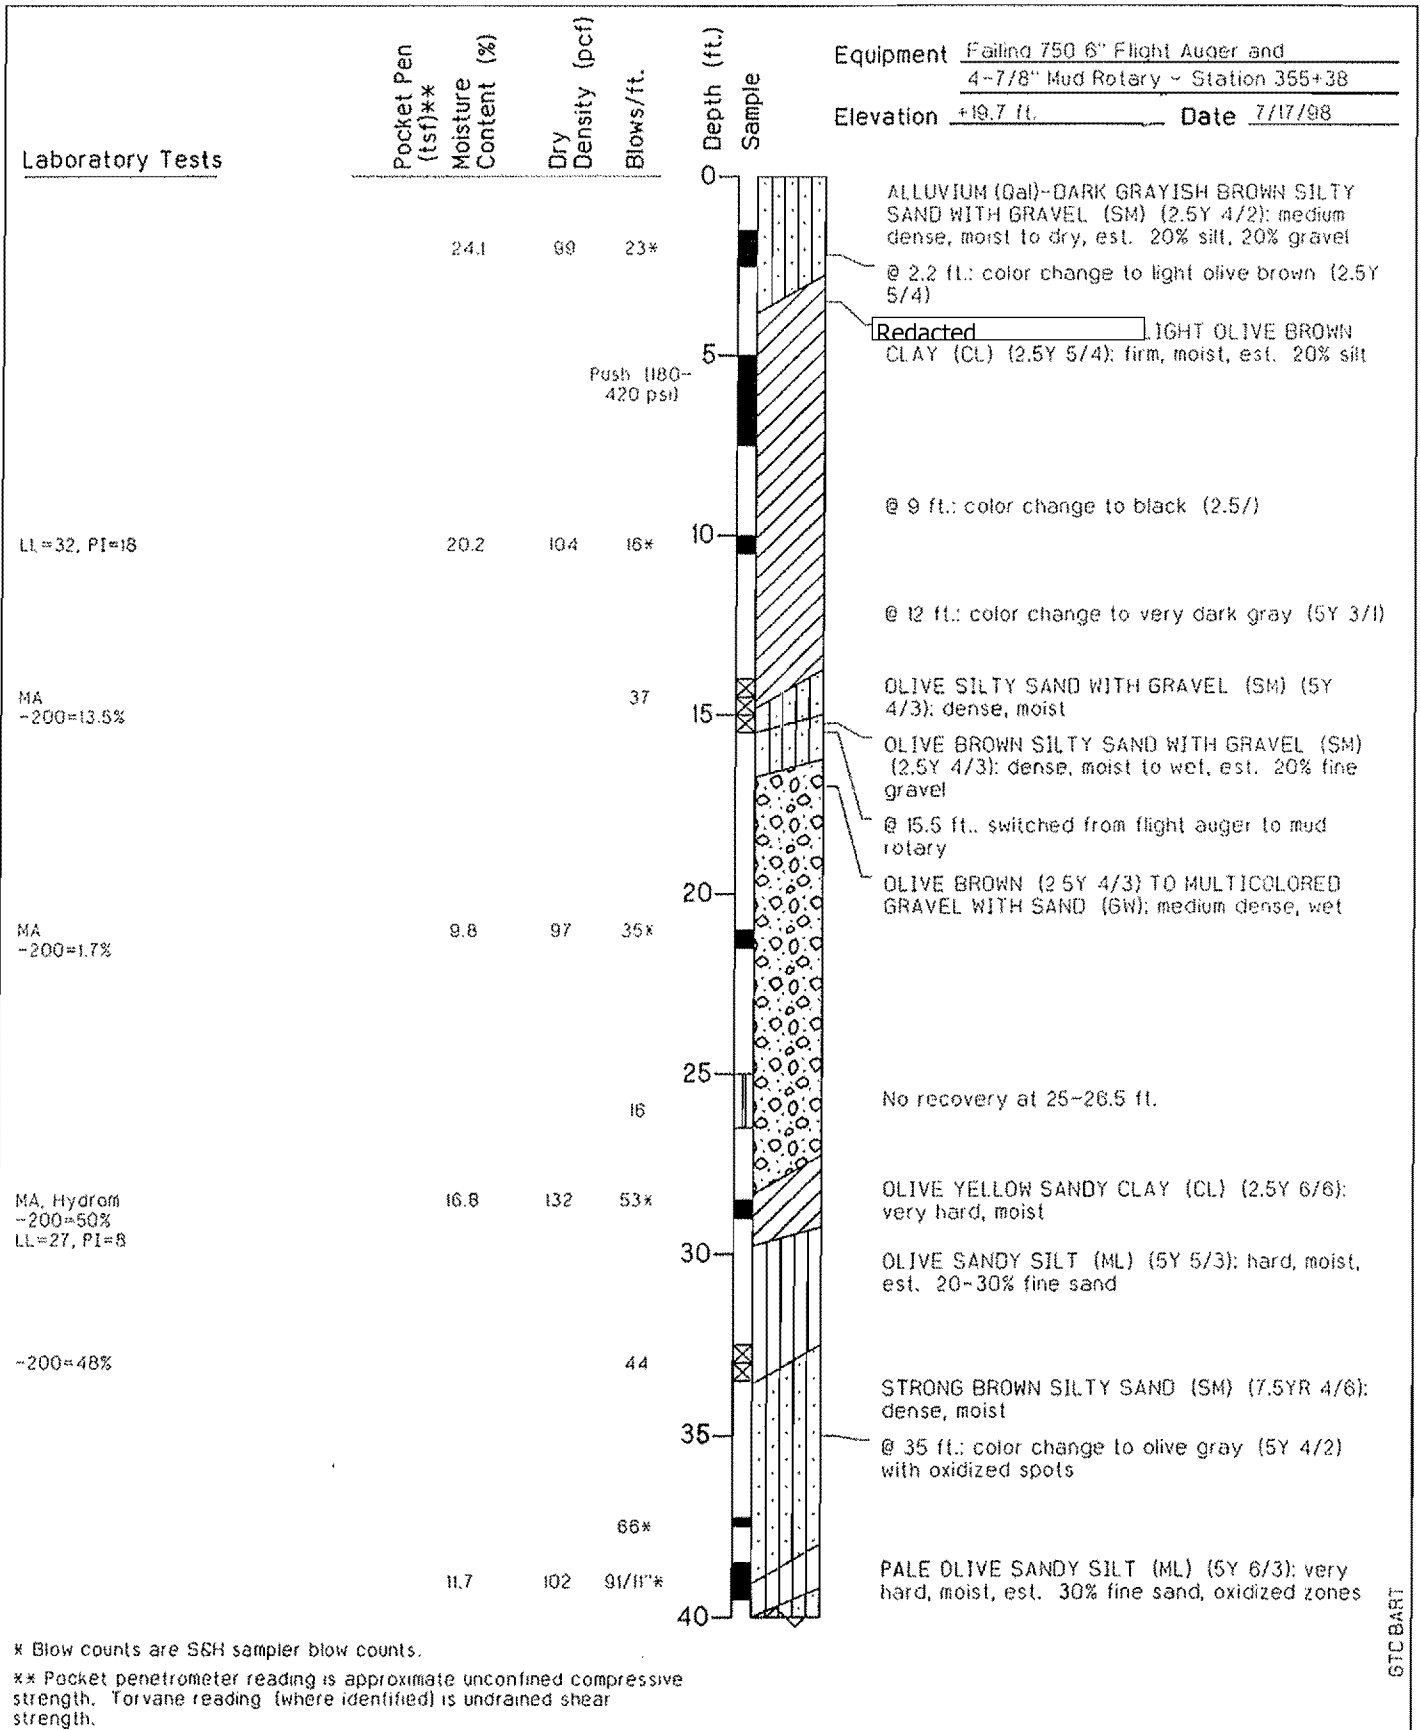 Pocket Pen (tsf)**
Moisture Content (%)
Dry Density (pcf)
Blows/ft.
Depth (ft.)
Sample
Equipment Failing 750 6" Flight Auger and
4-7/8" Mud Rotary - Station 355+38
Elevation +19.7 ft. Date 7/17/98
Laboratory Tests
0
ALLUVIUM (Qal)-DARK GRAYISH BROWN SILTY
SAND WITH GRAVEL (SM) (2.5Y 4/2): medium
dense, moist to dry, est. 20% silt, 20% gravel
24.1 99 23*
@ 2.2 ft.: color change to light olive brown (2.5Y
5/4)
Redacted LIGHT OLIVE BROWN
CLAY (CL) (2.5Y 5/4): firm, moist, est. 20% silt
5
Push (180-
420 psi)
@ 9 ft.: color change to black (2.5/)
LL=32, PI=18 20.2 104 16* 10
@ 12 ft.: color change to very dark gray (5Y 3/1)
MA 37
-200=13.5%
15
OLIVE SILTY SAND WITH GRAVEL (SM) (5Y
4/3): dense, moist
OLIVE BROWN SILTY SAND WITH GRAVEL (SM)
(2.5Y 4/3): dense, moist to wet, est. 20% fine
gravel
@ 15.5 ft.. switched from flight auger to mud
rotary
20
OLIVE BROWN (2.5Y 4/3) TO MULTICOLORED
GRAVEL WITH SAND (GW): medium dense, wet
MA 9.8 97 35*
-200=1.7%
25
16
No recovery at 25-26.5 ft.
MA, Hydrom 16.8 132 53*
-200=50%
LL=27, PI=8
OLIVE YELLOW SANDY CLAY (CL) (2.5Y 6/6):
very hard, moist
30
OLIVE SANDY SILT (ML) (5Y 5/3): hard, moist,
est. 20-30% fine sand
-200=48% 44
STRONG BROWN SILTY SAND (SM) (7.5YR 4/6):
dense, moist
35
@ 35 ft.: color change to olive gray (5Y 4/2)
with oxidized spots
66*
11.7 102 91/11"*
PALE OLIVE SANDY SILT (ML) (5Y 6/3): very
hard, moist, est. 30% fine sand, oxidized zones
40
* Blow counts are S&H sampler blow counts.
** Pocket penetrometer reading is approximate unconfined compressive
strength. Torvane reading (where identified) is undrained shear
strength.
GTCBART